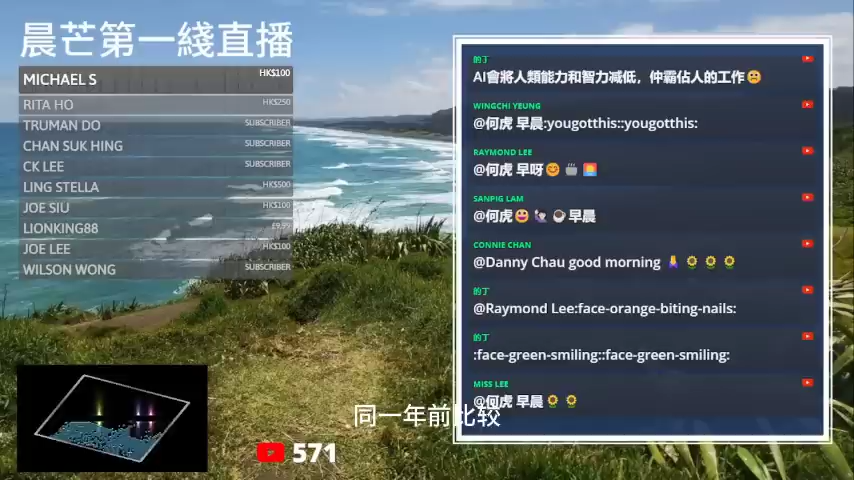 晨芒第一綫直播
MICHAEL S HK$100
RITA HO HK$250
TRUMAN DO SUBSCRIBER
CHAN SUK HING SUBSCRIBER
CK LEE SUBSCRIBER
LING STELLA HK$500
JOE SIU HK$100
LIONKING88 £9.99
JOE LEE HK$100
WILSON WONG SUBSCRIBER
的丁
AI會將人類能力和智力減低，仲霸佔人的工作🙁
WINGCHI YEUNG
@何虎 早晨:yougotthis::yougotthis:
RAYMOND LEE
@何虎 早呀🌞☕🌅
SANPIG LAM
@何虎😀🙋🏻‍♀️☕早晨
CONNIE CHAN
@Danny Chau good morning 🧘‍♀️🌻🌻🌻
的丁
@Raymond Lee:face-orange-biting-nails:
的丁
:face-green-smiling::face-green-smiling:
MISS LEE
@何虎 早晨🌻🌻
同一年前比较
571